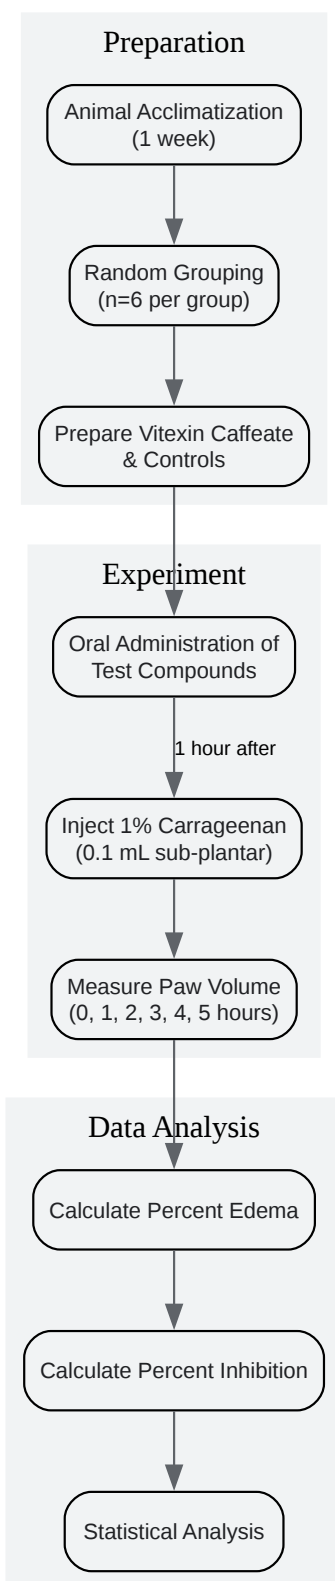 Preparation
Animal Acclimatization
(1 week)
Random Grouping
(n=6 per group)
Prepare Vitexin Caffeate
& Controls
Experiment
Oral Administration of
Test Compounds
1 hour after
Inject 1% Carrageenan
(0.1 mL sub-plantar)
Measure Paw Volume
(0, 1, 2, 3, 4, 5 hours)
Data Analysis
Calculate Percent Edema
Calculate Percent Inhibition
Statistical Analysis